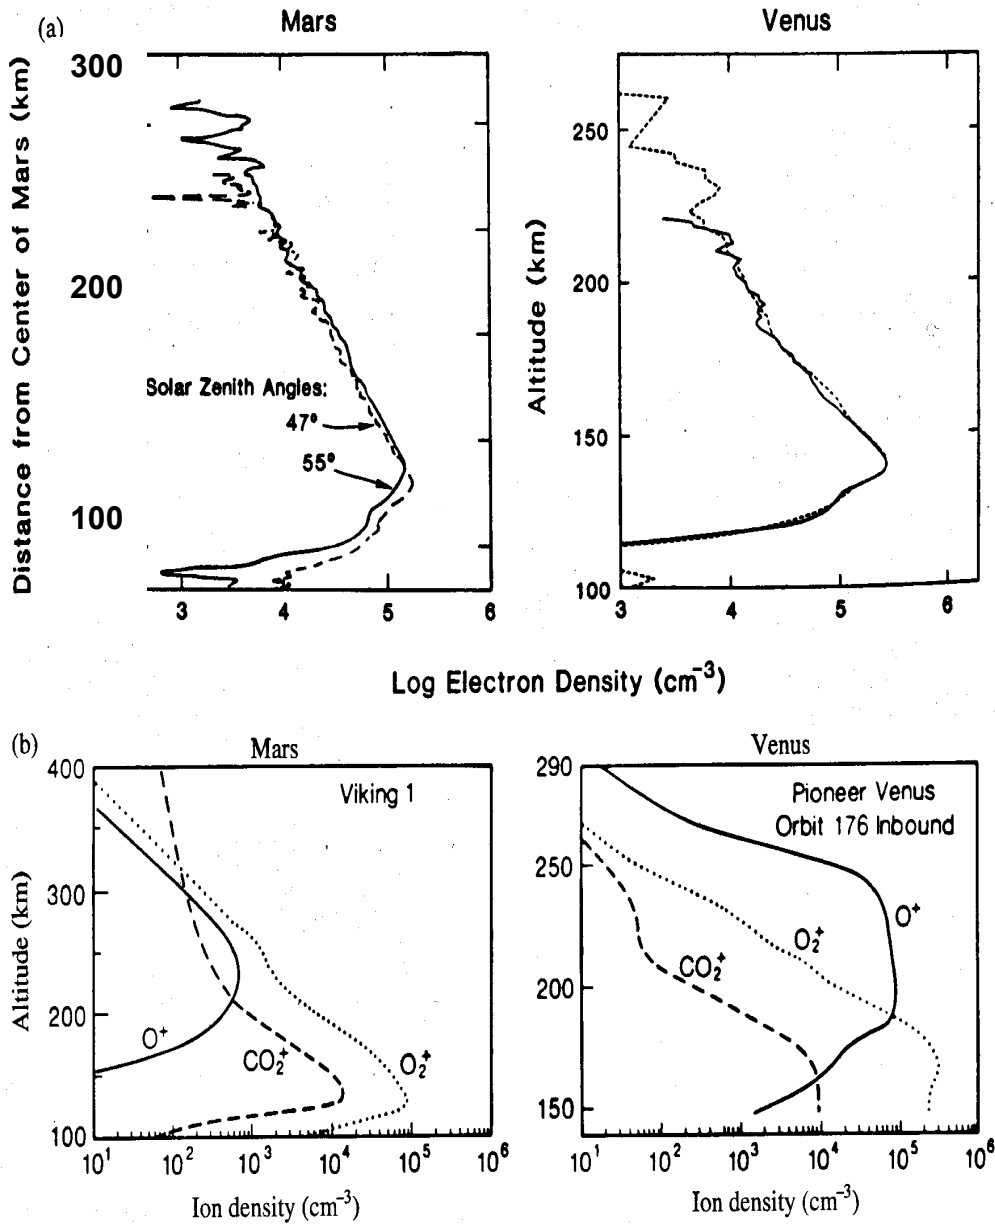 (a)
Mars
Venus
Distance from Center of Mars (km)
300
200
100
Solar Zenith Angles:
47°
55°
3 4 5 6
Altitude (km)
250
200
150
100
3 4 5 6
Log Electron Density (cm⁻³)
(b)
Mars
Venus
Altitude (km)
400
300
200
100
Viking 1
O⁺
CO₂⁺
O₂⁺
10¹ 10² 10³ 10⁴ 10⁵ 10⁶
Ion density (cm⁻³)
290
250
200
150
Pioneer Venus
Orbit 176 Inbound
O⁺
O₂⁺
CO₂⁺
10¹ 10² 10³ 10⁴ 10⁵ 10⁶
Ion density (cm⁻³)